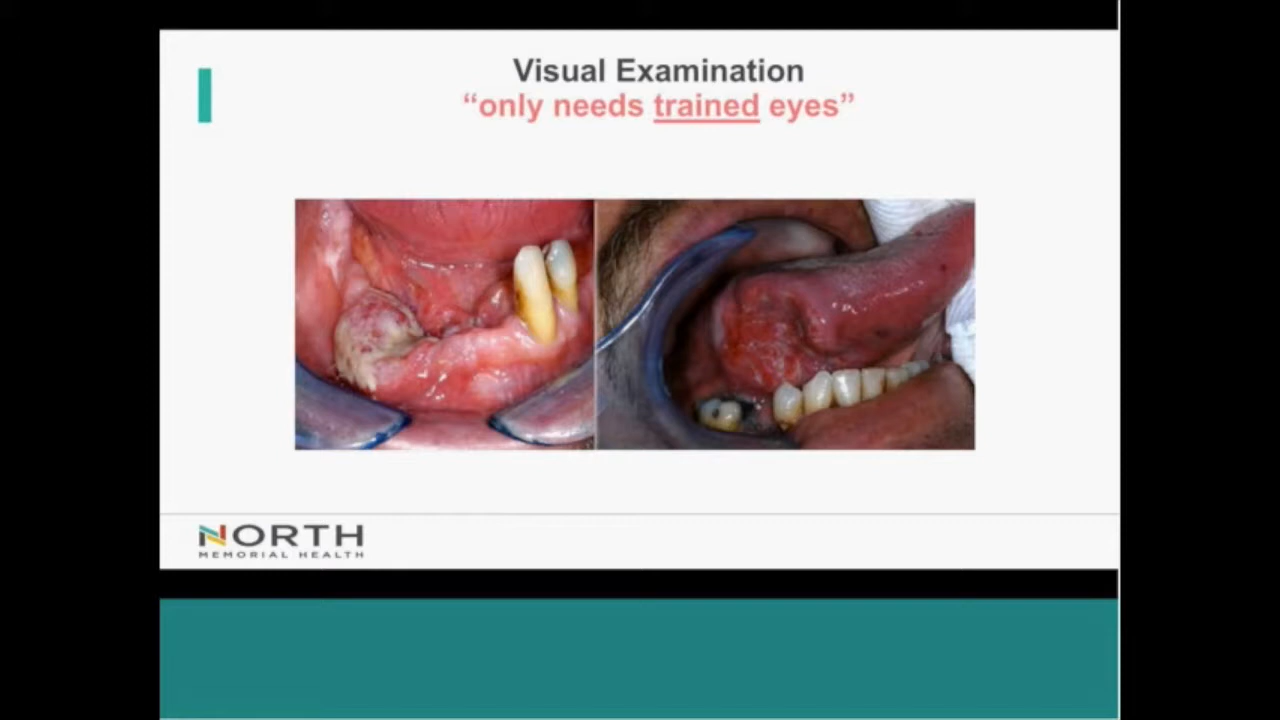 Visual Examination
“only needs trained eyes”
NORTH
MEMORIAL HEALTH